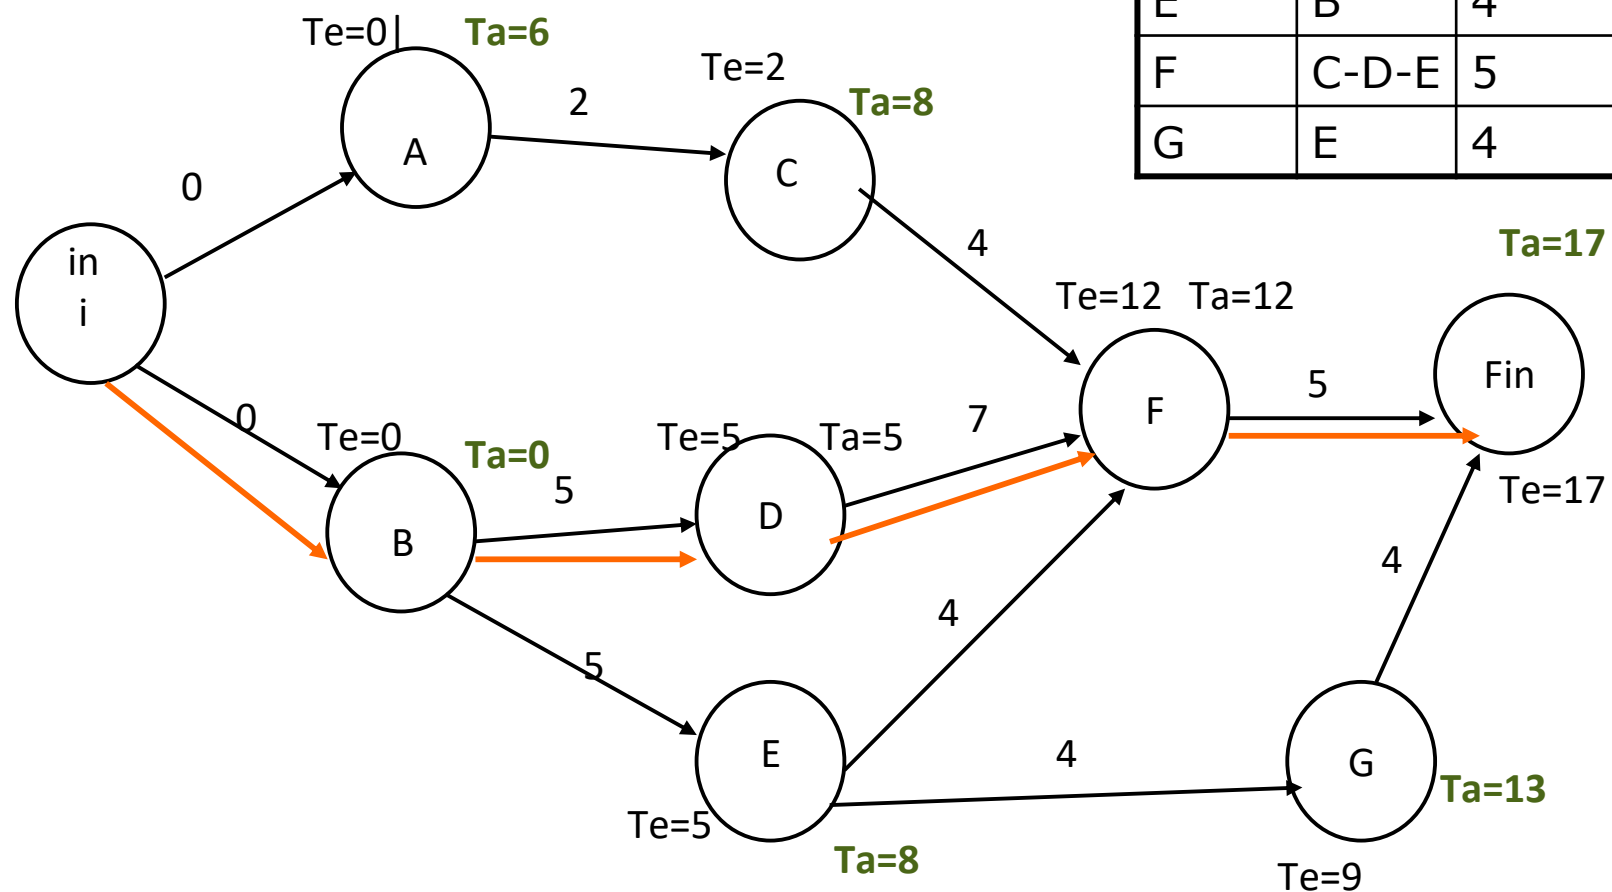 Te=0| Ta=6
E B 4
Te=2
F C-D-E 5
2 Ta=8
G E 4
A
C
0
in
i
4
Ta=17
Te=12 Ta=12
Fin
5
F
0
Te=0
Ta=0
Te=5 Ta=5
7
5
Te=17
D
B
4
4
5
E
4
G
Ta=13
Te=5
Ta=8
Te=9